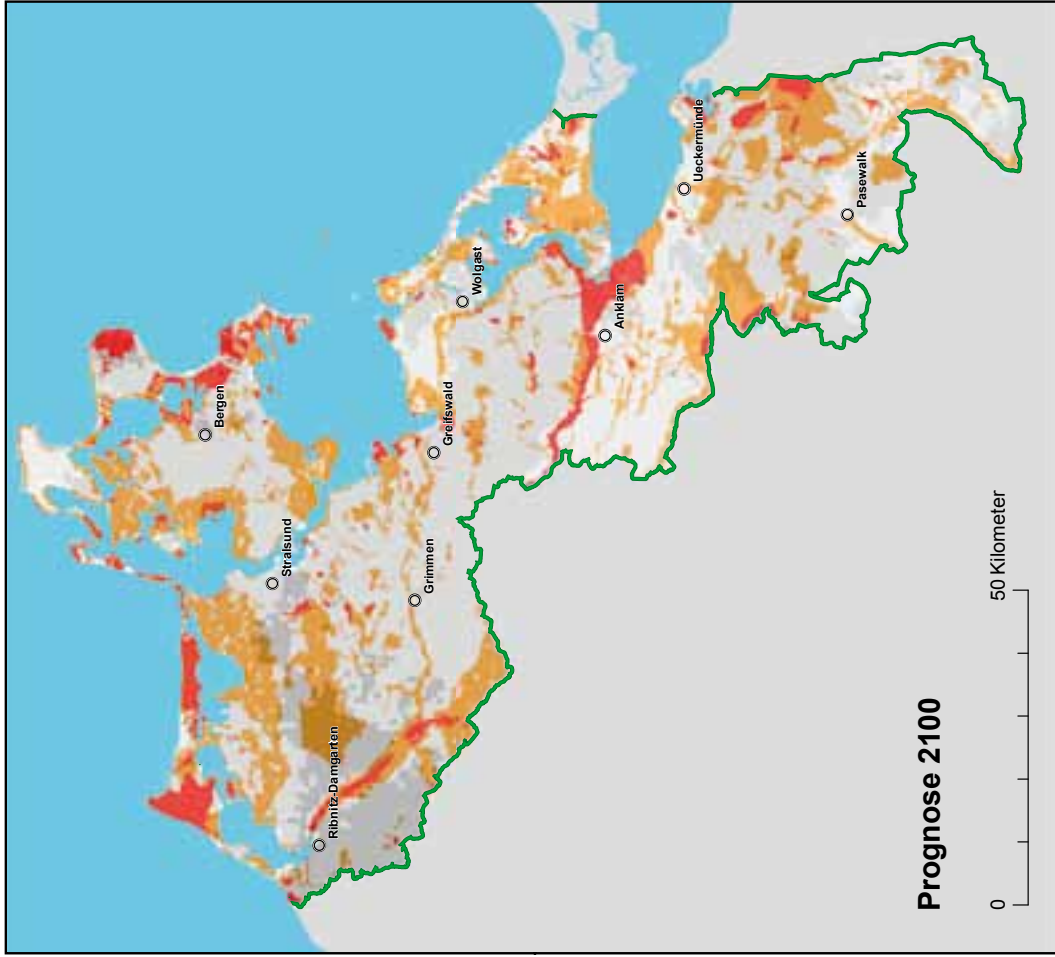 Bergen
Stralsund
Ribnitz-Damgarten
Grimmen
Greifswald
Wolgast
Anklam
Ueckermünde
Pasewalk
Prognose 2100
0
50 Kilometer